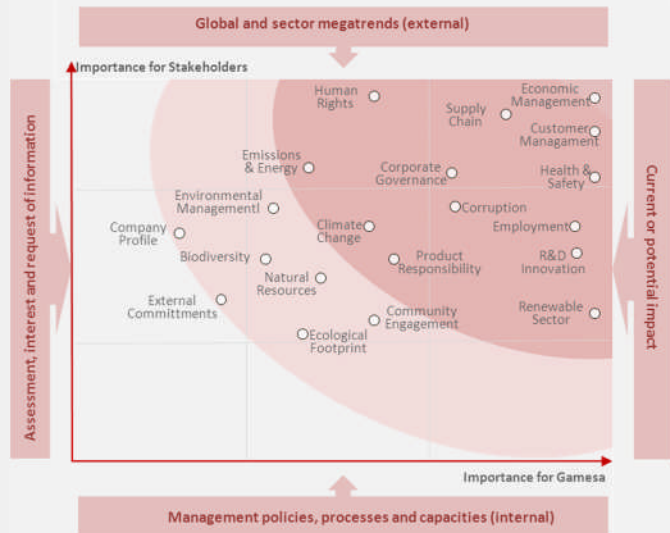 Global and sector megatrends (external)
Importance for Stakeholders
Assessment, interest and request of information
Current or potential impact
Human
Rights
Economic
Management
Supply
Chain
Customer
Managament
Emissions
& Energy
Corporate
Governance
Health &
Safety
Environmental
Managementl
Corruption
Company
Profile
Climate
Change
Employment
Biodiversity
Product
Responsibility
R&D
Innovation
Natural
Resources
External
Committments
Community
Engagement
Renewable
Sector
Ecological
Footprint
Importance for Gamesa
Management policies, processes and capacities (internal)